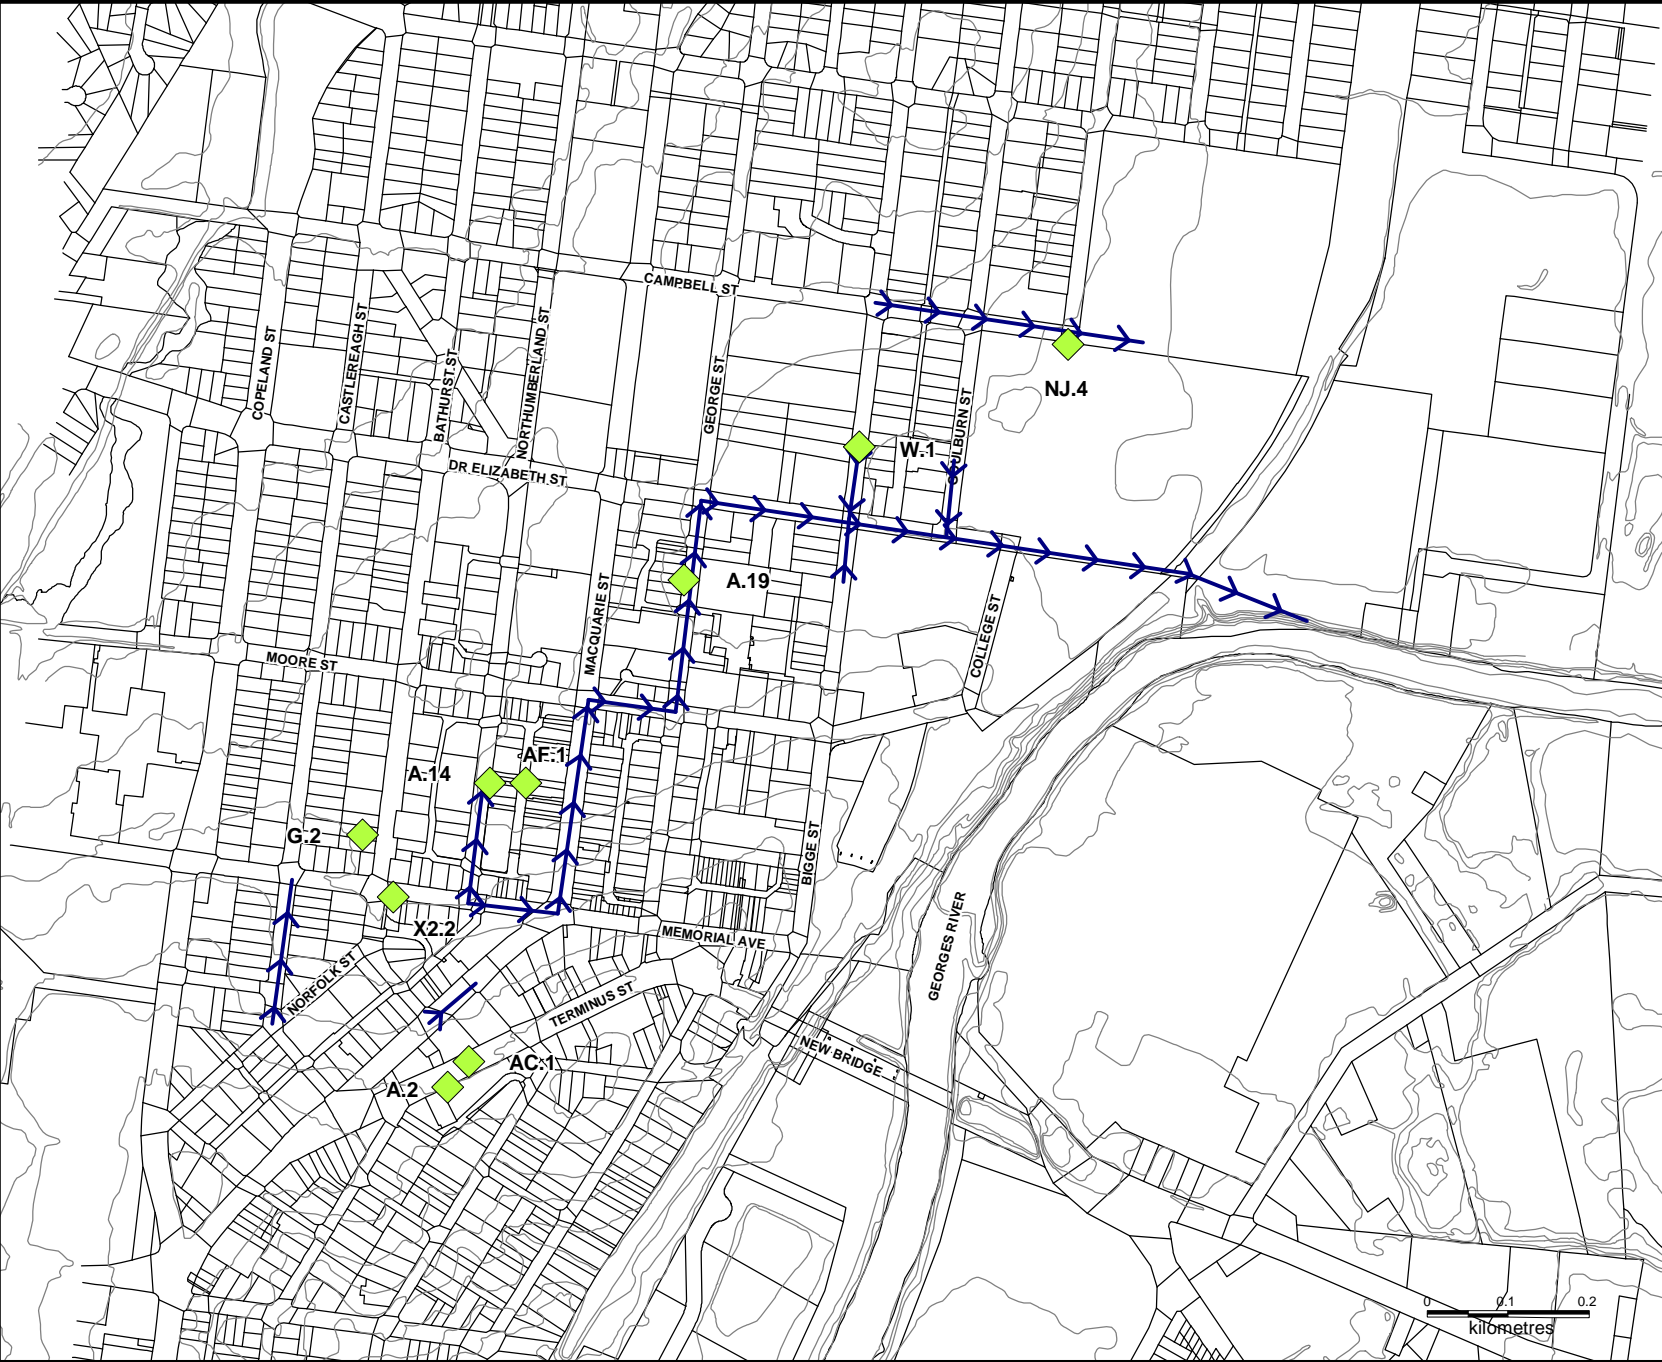 CAMPBELL ST
COPELAND ST
CASTLEREAGH ST
BATHURST ST
NORTHUMBERLAND ST
GEORGE ST
NJ.4
W.1
GOULBURN ST
DR ELIZABETH ST
A.19
MACQUARIE ST
COLLEGE ST
MOORE ST
AF.1
A.14
G.2
BIGGE ST
X2.2
MEMORIAL AVE
GEORGES RIVER
NORFOLK ST
TERMINUS ST
NEW BRIDGE
AC.1
A.2
0 0.1 0.2
kilometres